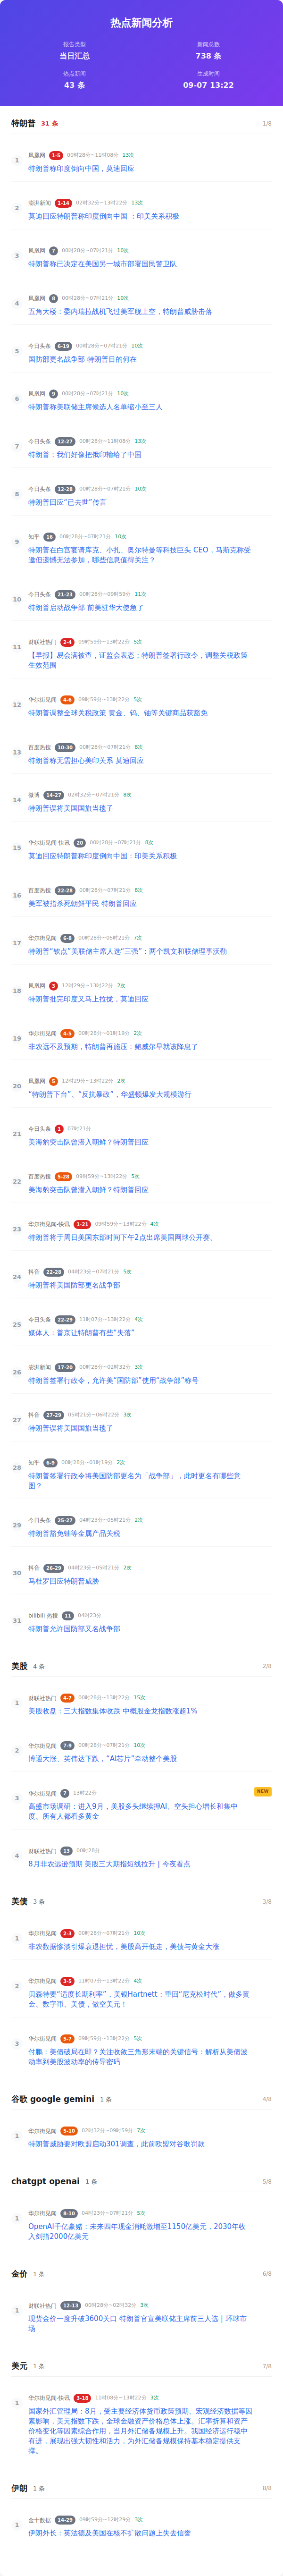 热点新闻分析
报告类型
新闻总数
当日汇总
738 条
热点新闻
生成时间
43 条
09-07 13:22
特朗普 31 条 1/8
1 凤凰网 1-5 00时28分~11时08分 13次
特朗普称印度倒向中国，莫迪回应
2 澎湃新闻 1-14 02时32分~13时22分 13次
莫迪回应特朗普称印度倒向中国 ：印美关系积极
3 凤凰网 7 00时28分~07时21分 10次
特朗普称已决定在美国另一城市部署国民警卫队
4 凤凰网 8 00时28分~07时21分 10次
五角大楼：委内瑞拉战机飞过美军舰上空，特朗普威胁击落
5 今日头条 6-19 00时28分~07时21分 10次
国防部更名战争部 特朗普目的何在
6 凤凰网 9 00时28分~07时21分 10次
特朗普称美联储主席候选人名单缩小至三人
7 今日头条 12-27 00时28分~11时08分 13次
特朗普：我们好像把俄印输给了中国
8 今日头条 12-28 00时28分~07时21分 10次
特朗普回应“已去世”传言
9 知乎 16 00时28分~07时21分 10次
特朗普在白宫宴请库克、小扎、奥尔特曼等科技巨头 CEO，马斯克称受
邀但遗憾无法参加，哪些信息值得关注？
10 今日头条 21-23 00时28分~09时59分 11次
特朗普启动战争部 前美驻华大使急了
11 财联社热门 2-4 09时59分~13时22分 5次
【早报】易会满被查，证监会表态；特朗普签署行政令，调整关税政策
生效范围
12 华尔街见闻 4-6 09时59分~13时22分 5次
特朗普调整全球关税政策 黄金、钨、铀等关键商品获豁免
13 百度热搜 10-30 00时28分~07时21分 8次
特朗普称无需担心美印关系 莫迪回应
14 微博 14-27 02时32分~07时21分 8次
特朗普误将美国国旗当毯子
15 华尔街见闻-快讯 20 00时28分~07时21分 8次
莫迪回应特朗普称印度倒向中国：印美关系积极
16 百度热搜 22-28 00时28分~07时21分 8次
美军被指杀死朝鲜平民 特朗普回应
17 华尔街见闻 6-8 00时28分~05时21分 7次
特朗普“钦点”美联储主席人选“三强”：两个凯文和联储理事沃勒
18 凤凰网 3 12时29分~13时22分 2次
特朗普批完印度又马上拉拢，莫迪回应
19 华尔街见闻 4-5 00时28分~01时19分 2次
非农远不及预期，特朗普再施压：鲍威尔早就该降息了
20 凤凰网 5 12时29分~13时22分 2次
“特朗普下台”、“反抗暴政”，华盛顿爆发大规模游行
21 今日头条 1 07时21分
美海豹突击队曾潜入朝鲜？特朗普回应
22 百度热搜 5-28 09时59分~13时22分 5次
美海豹突击队曾潜入朝鲜？特朗普回应
23 华尔街见闻-快讯 1-21 09时59分~13时22分 4次
特朗普将于周日美国东部时间下午2点出席美国网球公开赛。
24 抖音 22-28 04时23分~07时21分 5次
特朗普将美国防部更名战争部
25 今日头条 22-29 11时07分~13时22分 4次
媒体人：普京让特朗普有些“失落”
26 澎湃新闻 17-20 00时28分~02时32分 3次
特朗普签署行政令，允许美“国防部”使用“战争部”称号
27 抖音 27-29 05时21分~06时22分 3次
特朗普误将美国国旗当毯子
28 知乎 6-9 00时28分~01时19分 2次
特朗普签署行政令将美国防部更名为「战争部」，此时更名有哪些意
图？
29 今日头条 25-27 04时23分~05时21分 2次
特朗普豁免铀等金属产品关税
30 抖音 26-29 04时23分~05时21分 2次
马杜罗回应特朗普威胁
31 bilibili 热搜 11 04时23分
特朗普允许国防部又名战争部
美股 4 条 2/8
1 财联社热门 4-7 00时28分~13时22分 15次
美股收盘：三大指数集体收跌 中概股金龙指数涨超1%
2 华尔街见闻 7-9 00时28分~07时21分 10次
博通大涨、英伟达下跌，“AI芯片”牵动整个美股
3 华尔街见闻 7 13时22分 NEW
高盛市场调研：进入9月，美股多头继续押AI、空头担心增长和集中
度、所有人都看多黄金
4 财联社热门 13 00时28分
8月非农远逊预期 美股三大期指短线拉升丨今夜看点
美债 3 条 3/8
1 华尔街见闻 2-3 00时28分~07时21分 10次
非农数据惨淡引爆衰退担忧，美股高开低走，美债与黄金大涨
2 华尔街见闻 3-5 11时07分~13时22分 4次
贝森特要“适度长期利率”，美银Hartnett：重回“尼克松时代”，做多黄
金、数字币、美债，做空美元！
3 华尔街见闻 5-7 09时59分~13时22分 5次
付鹏：美债破局在即？关注收敛三角形末端的关键信号：解析从美债波
动率到美股波动率的传导密码
谷歌 google gemini 1 条 4/8
1 华尔街见闻 5-10 02时32分~09时59分 7次
特朗普威胁要对欧盟启动301调查，此前欧盟对谷歌罚款
chatgpt openai 1 条 5/8
1 华尔街见闻 8-10 04时23分~07时21分 5次
OpenAI千亿豪赌：未来四年现金消耗激增至1150亿美元，2030年收
入剑指2000亿美元
金价 1 条 6/8
1 财联社热门 12-13 00时28分~02时32分 3次
现货金价一度升破3600关口 特朗普官宣美联储主席前三人选 | 环球市
场
美元 1 条 7/8
1 华尔街见闻-快讯 3-18 11时08分~13时22分 3次
国家外汇管理局：8月，受主要经济体货币政策预期、宏观经济数据等因
素影响，美元指数下跌，全球金融资产价格总体上涨。汇率折算和资产
价格变化等因素综合作用，当月外汇储备规模上升。我国经济运行稳中
有进，展现出强大韧性和活力，为外汇储备规模保持基本稳定提供支
撑。
伊朗 1 条 8/8
1 金十数据 14-29 09时59分~12时29分 3次
伊朗外长：英法德及美国在核不扩散问题上失去信誉